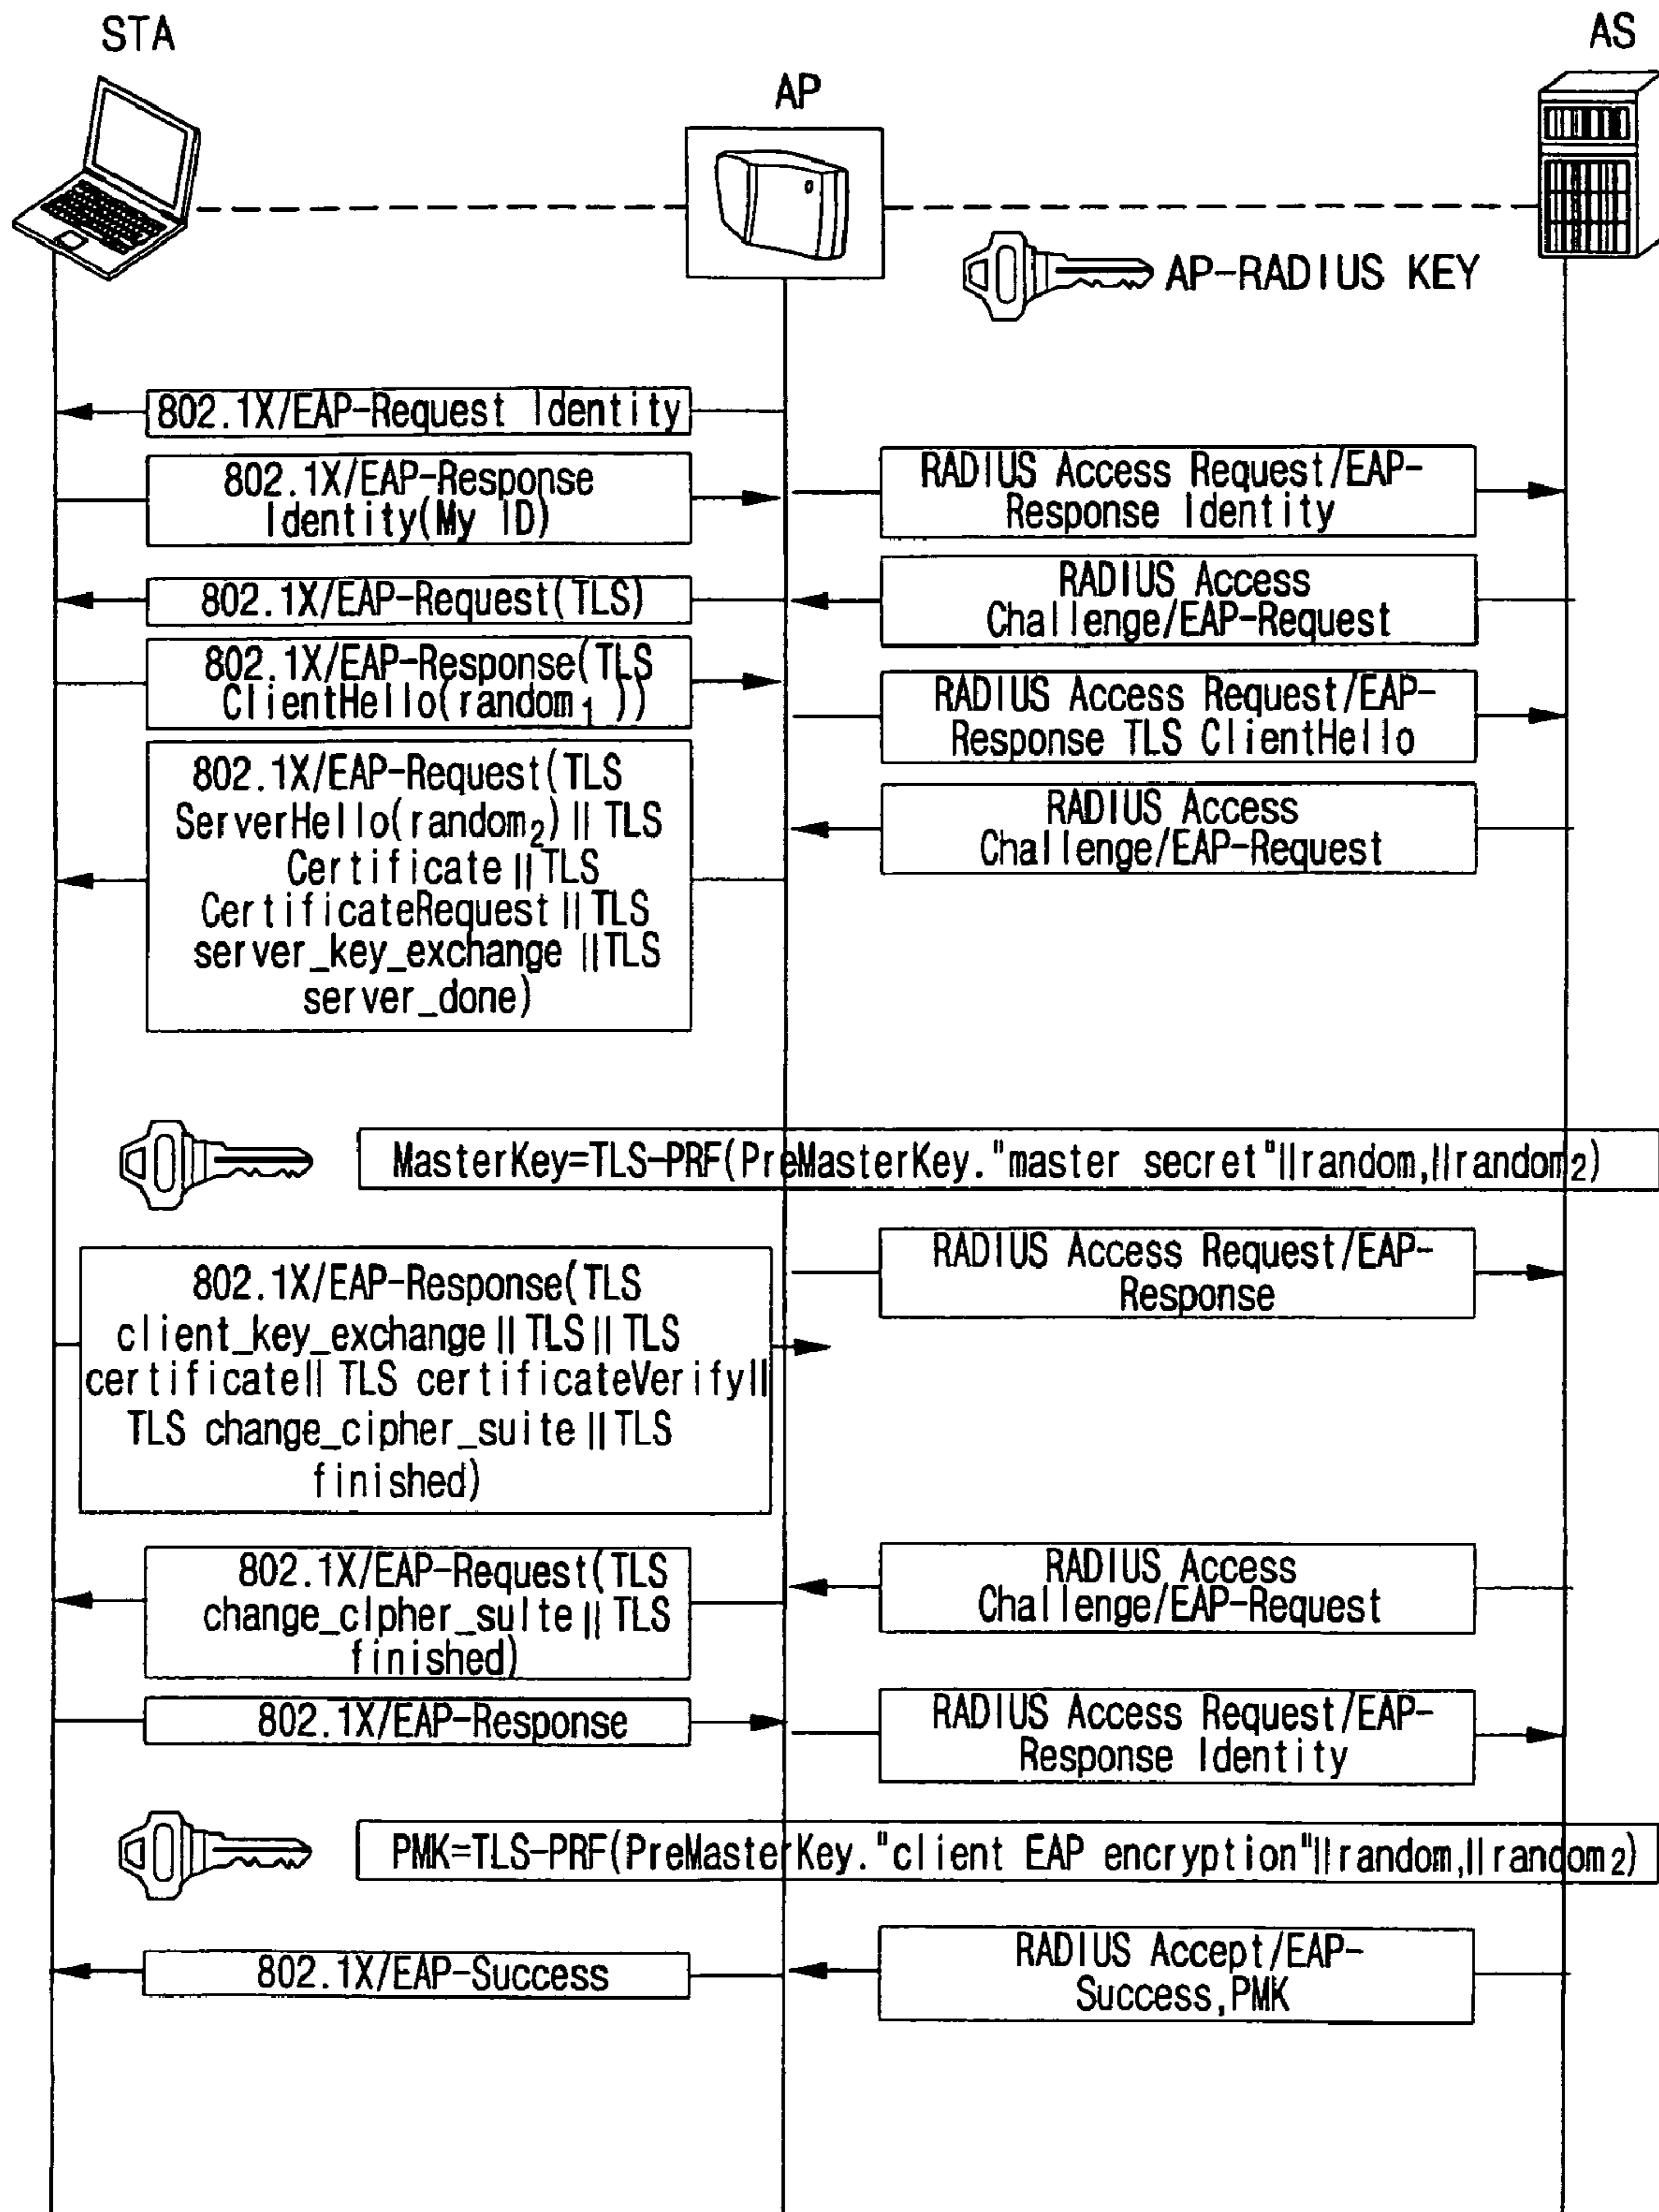 STA
AP
AS
AP-RADIUS KEY
802.1X/EAP-Request Identity
802.1X/EAP-Response
Identity(My ID)
RADIUS Access Request/EAP-
Response Identity
802.1X/EAP-Request(TLS)
RADIUS Access
Challenge/EAP-Request
802.1X/EAP-Response(TLS
ClientHello(random₁ ))
RADIUS Access Request/EAP-
Response TLS ClientHello
802.1X/EAP-Request(TLS
ServerHello(random₂)||TLS
Certificate||TLS
CertificateRequest||TLS
server_key_exchange ||TLS
server_done)
RADIUS Access
Challenge/EAP-Request
MasterKey=TLS-PRF(PreMasterKey."master secret"||random,||random₂)
802.1X/EAP-Response(TLS
client_key_exchange||TLS||TLS
certificate|| TLS certificateVerify||
TLS change_cipher_suite||TLS
finished)
RADIUS Access Request/EAP-
Response
802.1X/EAP-Request(TLS
change_cipher_suite||TLS
finished)
RADIUS Access
Challenge/EAP-Request
802.1X/EAP-Response
RADIUS Access Request/EAP-
Response Identity
PMK=TLS-PRF(PreMasterKey."client EAP encryption"||random,||random₂)
802.1X/EAP-Success
RADIUS Accept/EAP-
Success,PMK